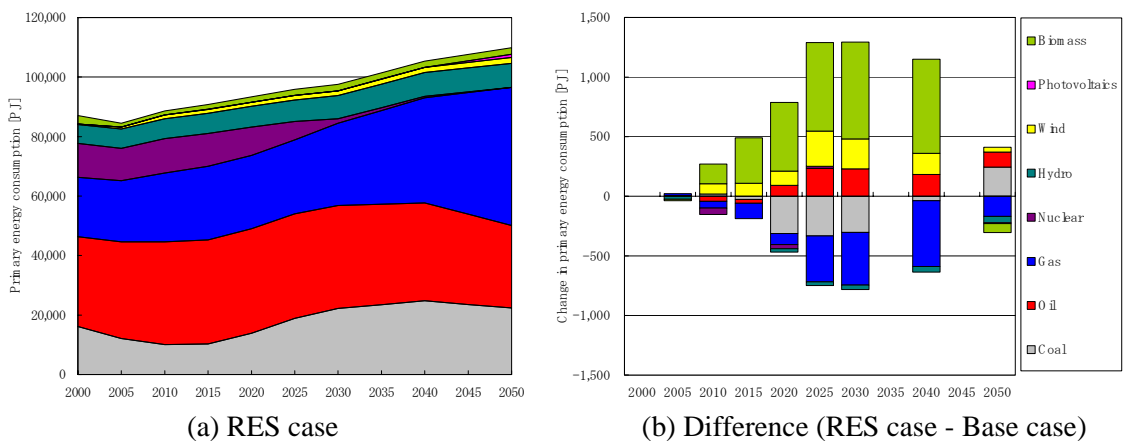 120,000
100,000
80,000
60,000
40,000
20,000
0
Primary energy consumption [PJ]
2000 2005 2010 2015 2020 2025 2030 2035 2040 2045 2050
(a) RES case
1,500
1,000
500
0
-500
-1,000
-1,500
Change in primary energy consumption [PJ]
2000 2005 2010 2015 2020 2025 2030 2035 2040 2045 2050
Biomass
Photovoltaics
Wind
Hydro
Nuclear
Gas
Oil
Coal
(b) Difference (RES case - Base case)